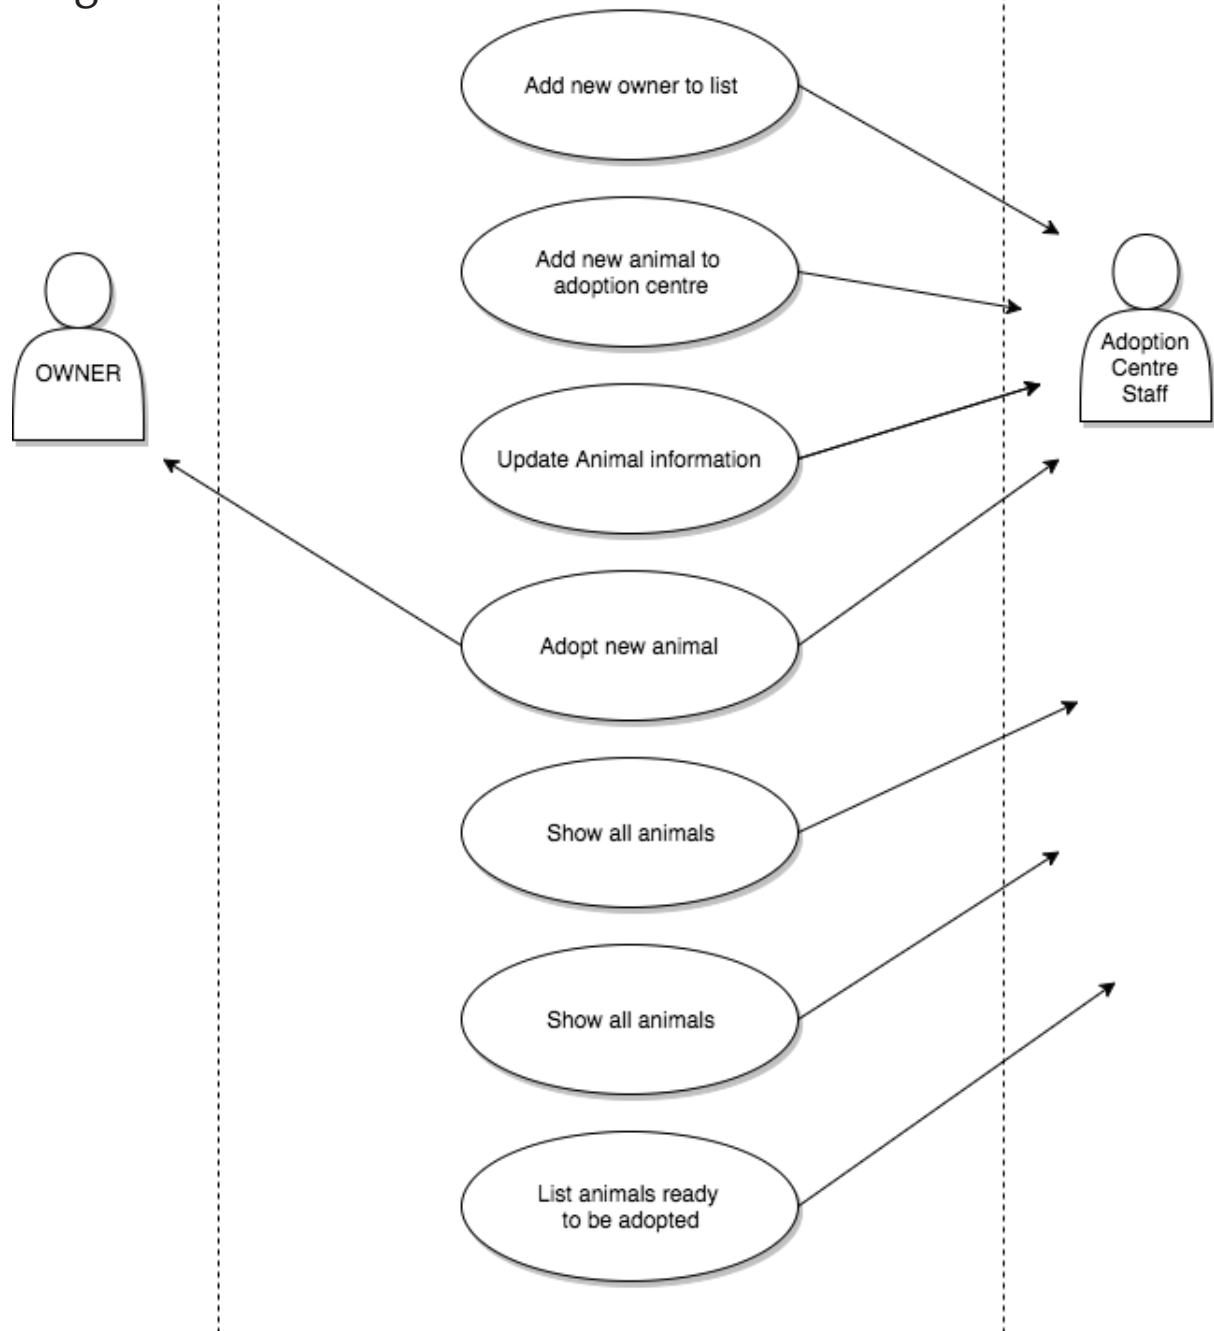 Add new owner to list
Add new animal to
adoption centre
OWNER
Adoption
Centre
Staff
Update Animal information
Adopt new animal
Show all animals
Show all animals
List animals ready
to be adopted